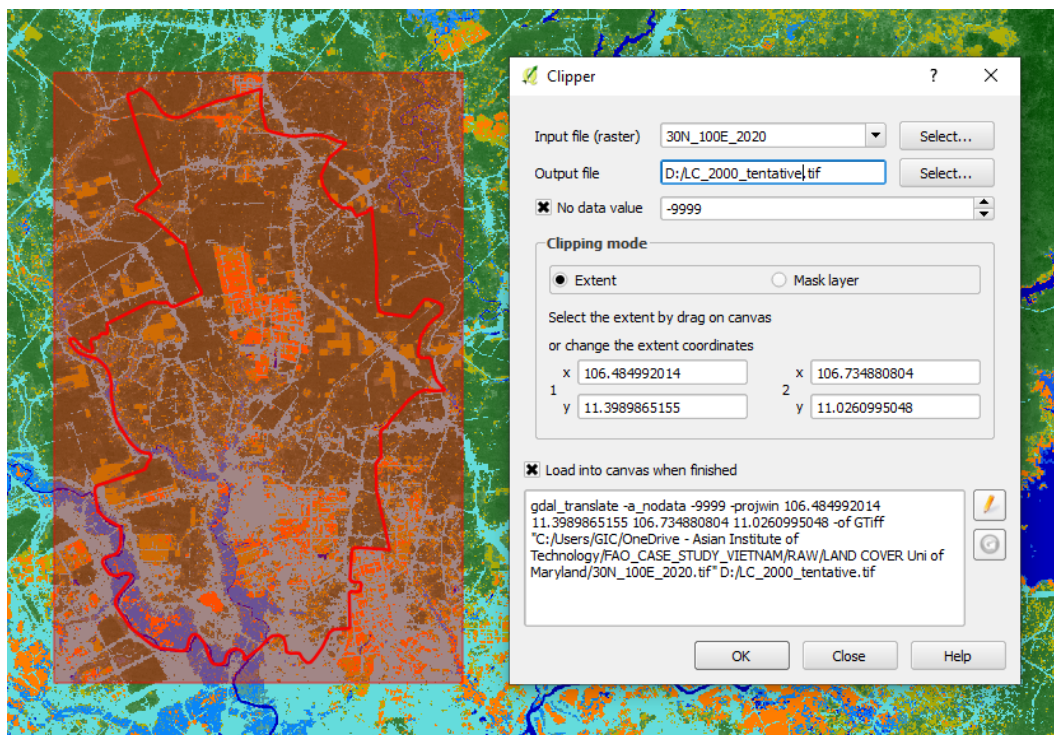 Clipper
?
Input file (raster)
30N_100E_2020
Select...
Output file
D:/LC_2000_tentative.tif
Select...
No data value
-9999
Clipping mode
Extent
Mask layer
Select the extent by drag on canvas
or change the extent coordinates
1
x 106.484992014
y 11.3989865155
2
x 106.734880804
y 11.0260995048
Load into canvas when finished
gdal_translate -a_nodata -9999 -projwin 106.484992014
11.3989865155 106.734880804 11.0260995048 -of GTiff
"C:/Users/GIC/OneDrive - Asian Institute of
Technology/FAO_CASE_STUDY_VIETNAM/RAW/LAND COVER Uni of
Maryland/30N_100E_2020.tif" D:/LC_2000_tentative.tif
OK
Close
Help